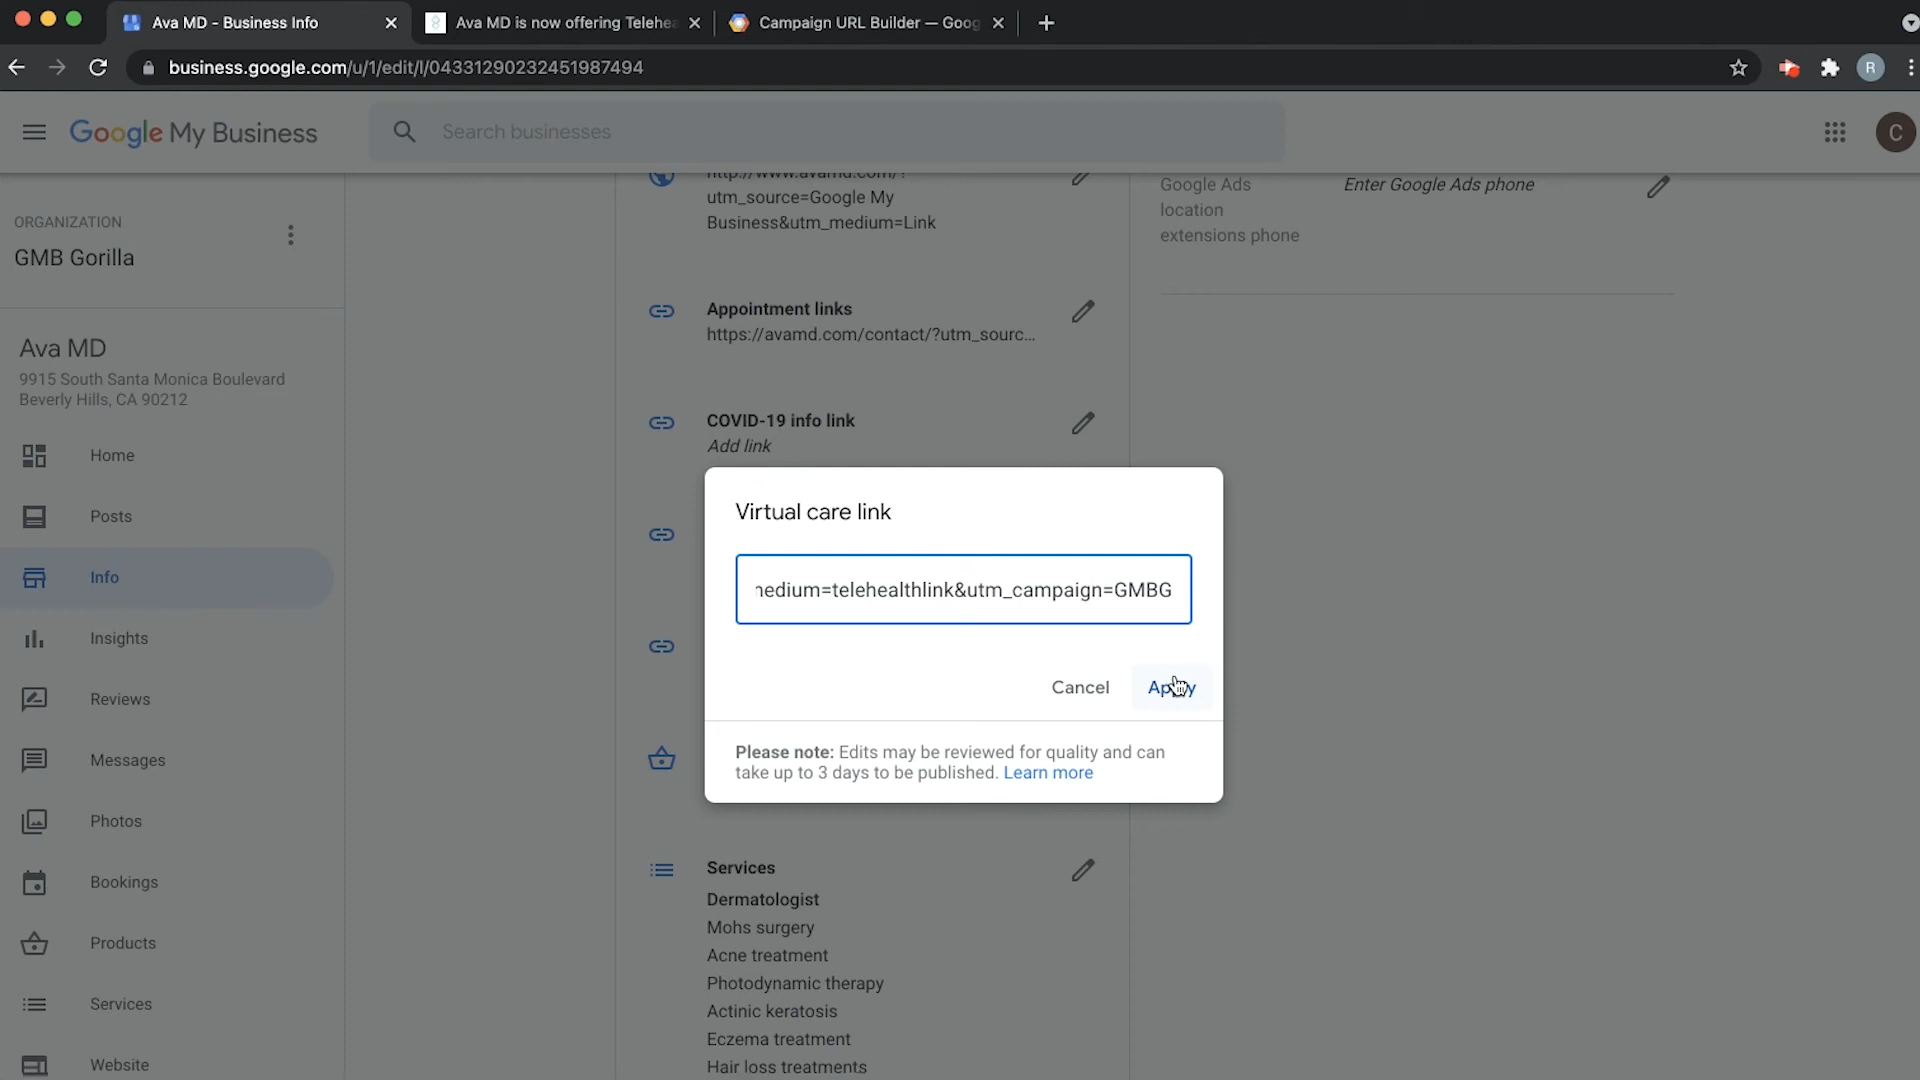 Ava MD - Business Info
Ava MD is now offering Telehea
Campaign URL Builder — Goog
business.google.com/u/1/edit/l/04331290232451987494
R
Google My Business
Search businesses
C
ORGANIZATION
GMB Gorilla
Ava MD
9915 South Santa Monica Boulevard
Beverly Hills, CA 90212
Home
Posts
Info
Insights
Reviews
Messages
Photos
Bookings
Products
Services
Website
http://www.avamd.com/?
utm_source=Google My
Business&utm_medium=Link
Appointment links
https://avamd.com/contact/?utm_sourc...
COVID-19 info link
Add link
Google Ads
location
extensions phone
Enter Google Ads phone
Virtual care link
nedium=telehealthlink&utm_campaign=GMBG
Cancel
Apply
Please note: Edits may be reviewed for quality and can
take up to 3 days to be published. Learn more
Services
Dermatologist
Mohs surgery
Acne treatment
Photodynamic therapy
Actinic keratosis
Eczema treatment
Hair loss treatments